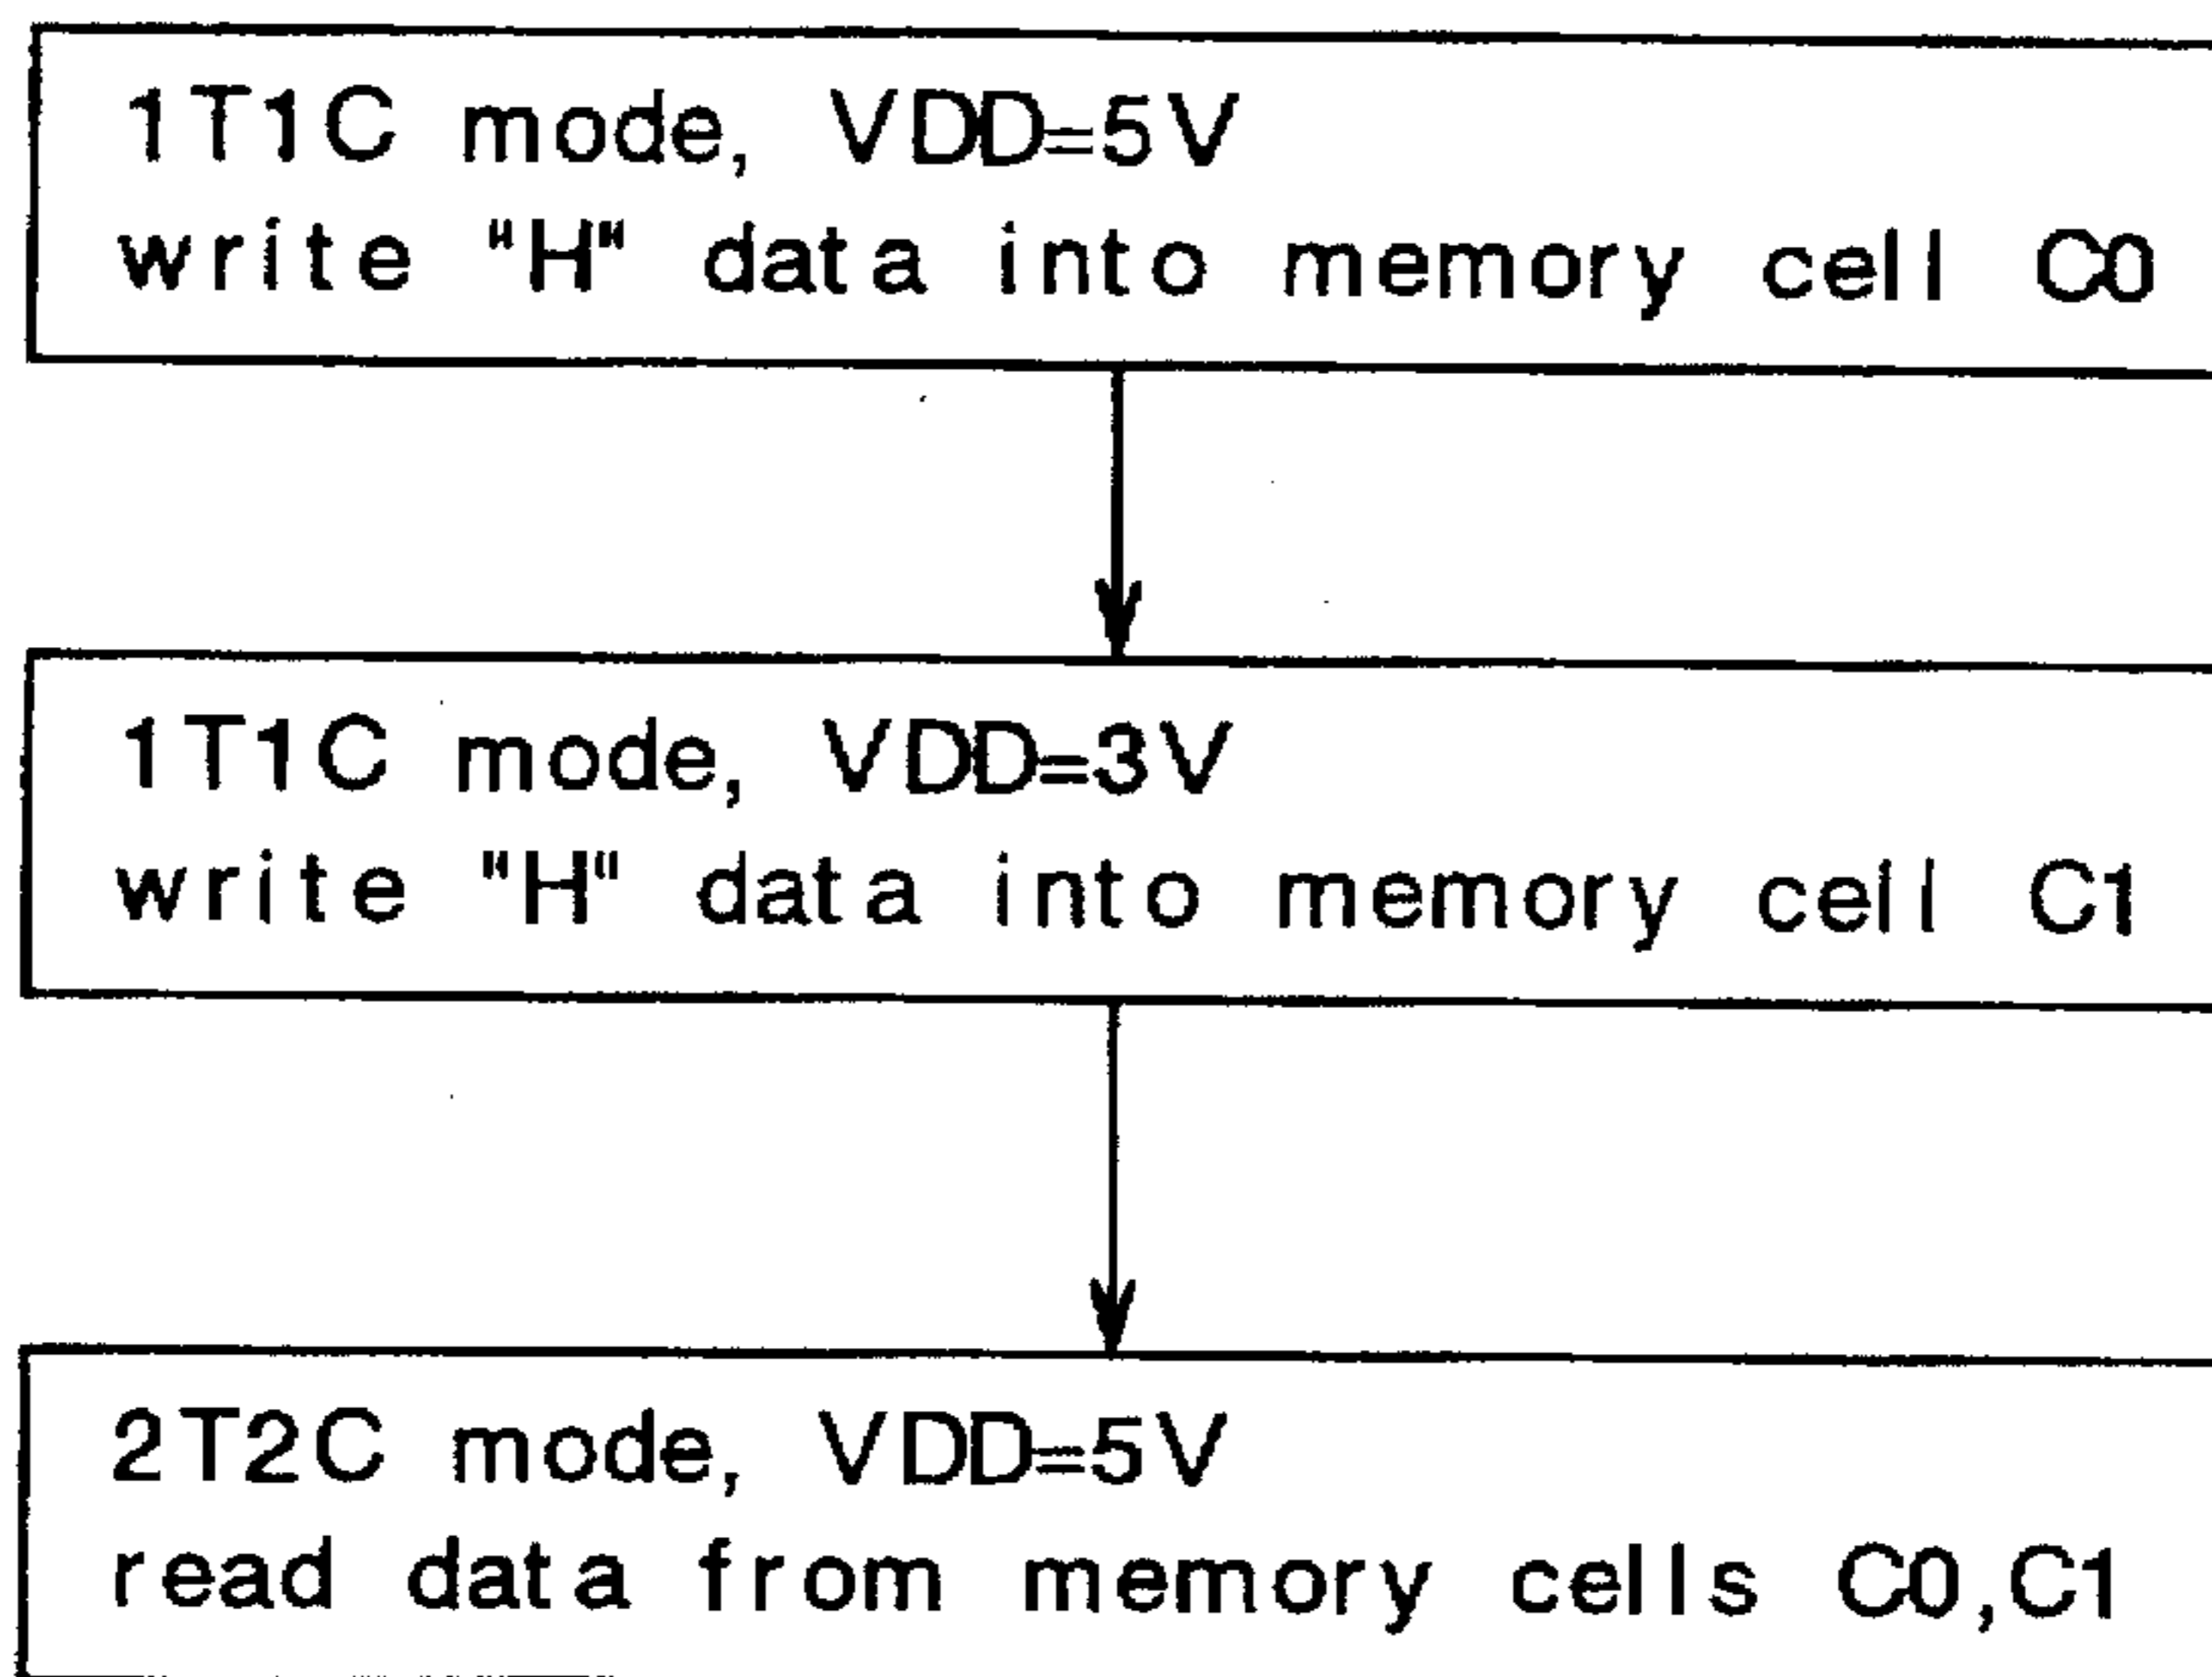 1T1C mode, VDD=5V
write "H" data into memory cell C0
1T1C mode, VDD=3V
write "H" data into memory cell C1
2T2C mode, VDD=5V
read data from memory cells C0,C1